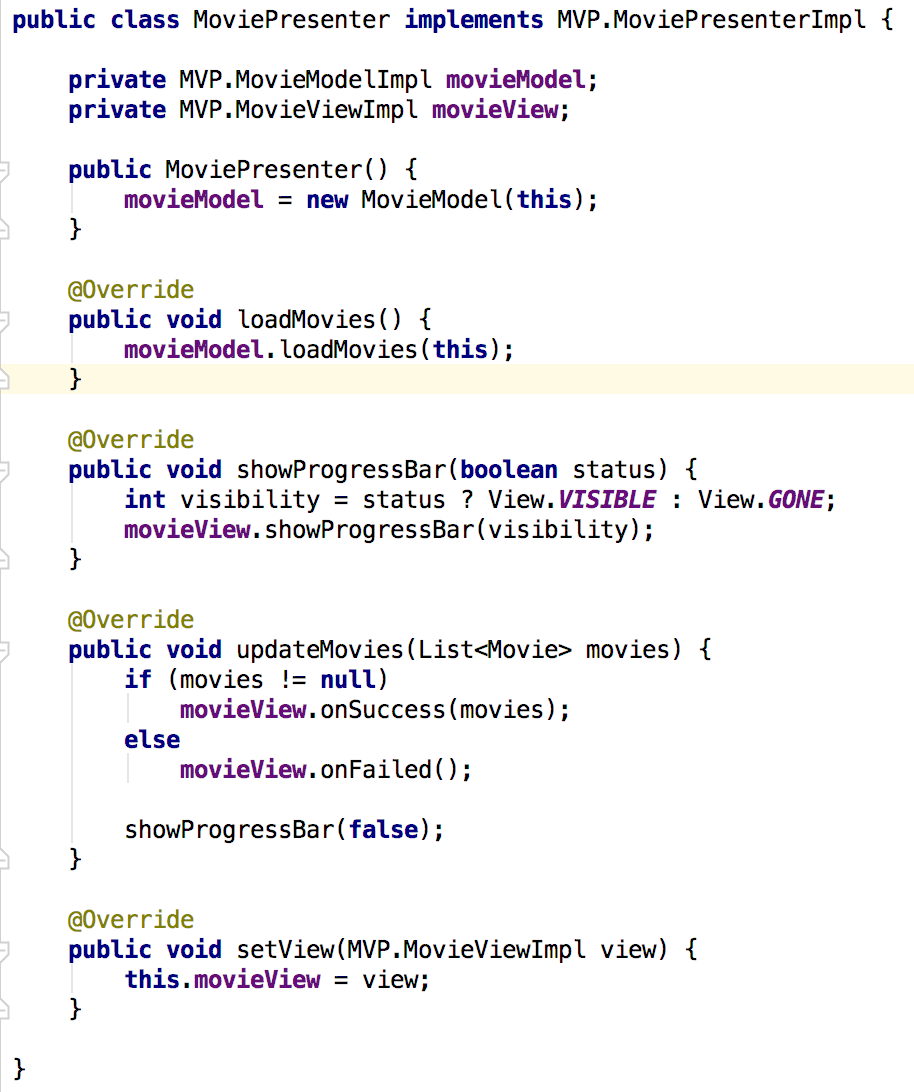 public class MoviePresenter implements MVP.MoviePresenterImpl {
private MVP.MovieModelImpl movieModel;
private MVP.MovieViewImpl movieView;
public MoviePresenter() {
movieModel = new MovieModel(this);
}
@Override
public void loadMovies() {
movieModel.loadMovies(this);
}
@Override
public void showProgressBar(boolean status) {
int visibility = status ? View.VISIBLE : View.GONE;
movieView.showProgressBar(visibility);
}
@Override
public void updateMovies(List<Movie> movies) {
if (movies != null)
movieView.onSuccess(movies);
else
movieView.onFailed();
showProgressBar(false);
}
@Override
public void setView(MVP.MovieViewImpl view) {
this.movieView = view;
}
}